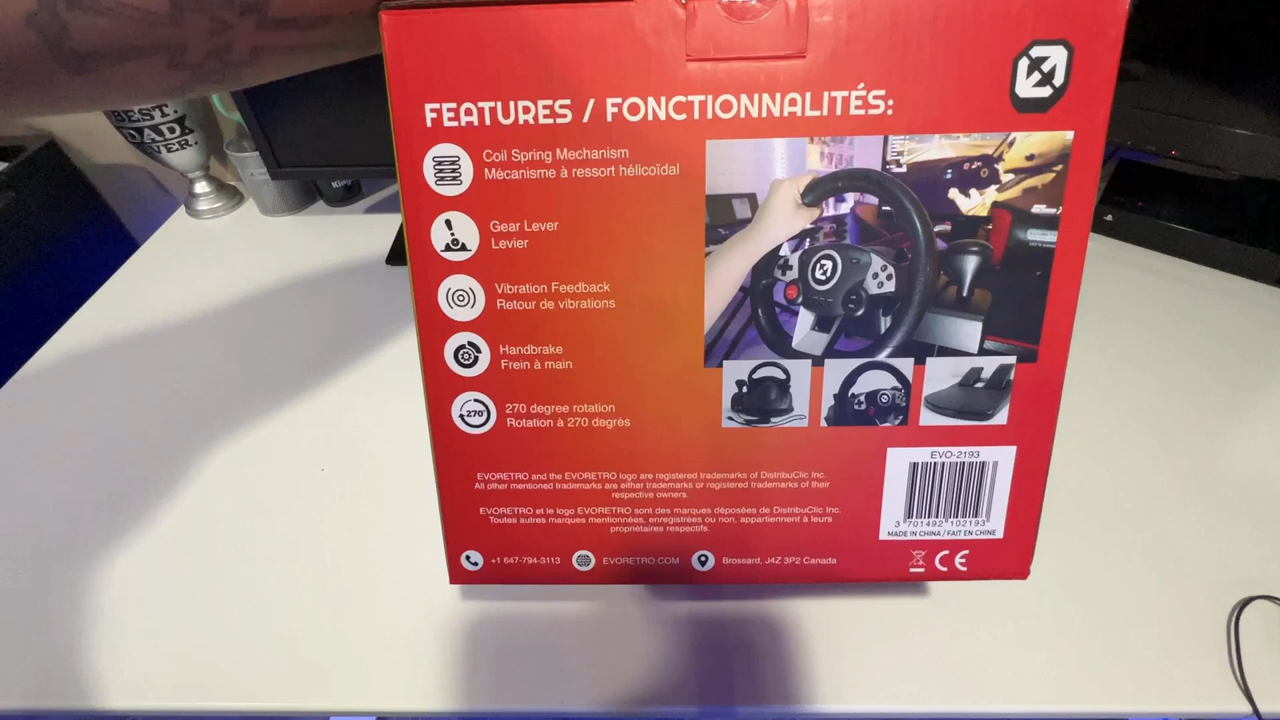 BEST.
DAD
EVER.
King
FEATURES / FONCTIONNALITÉS:
Coil Spring Mechanism
Mécanisme à ressort hélicoïdal
Gear Lever
Levier
Vibration Feedback
Retour de vibrations
Handbrake
Frein à main
270°
270 degree rotation
Rotation à 270 degrés
EVORETRO and the EVORETRO logo are registered trademarks of DistribuClic Inc.
All other mentioned trademarks are either trademarks or registered trademarks of their
respective owners.
EVORETRO et le logo EVORETRO sont des marques déposées de DistribuClic Inc.
Toutes autres marques mentionnées, enregistrées ou non, appartiennent à leurs
propriétaires respectifs.
+1 647-794-3113 EVORETRO.COM Brossard, J4Z 3P2 Canada
EVO-2193
3 701492 102193
MADE IN CHINA / FAIT EN CHINE
CE